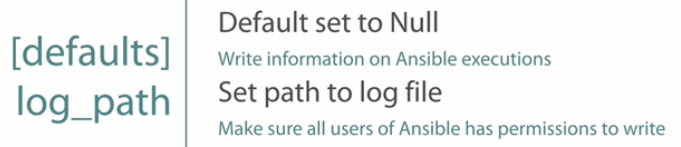 [defaults]
log_path
Default set to Null
Write information on Ansible executions
Set path to log file
Make sure all users of Ansible has permissions to write